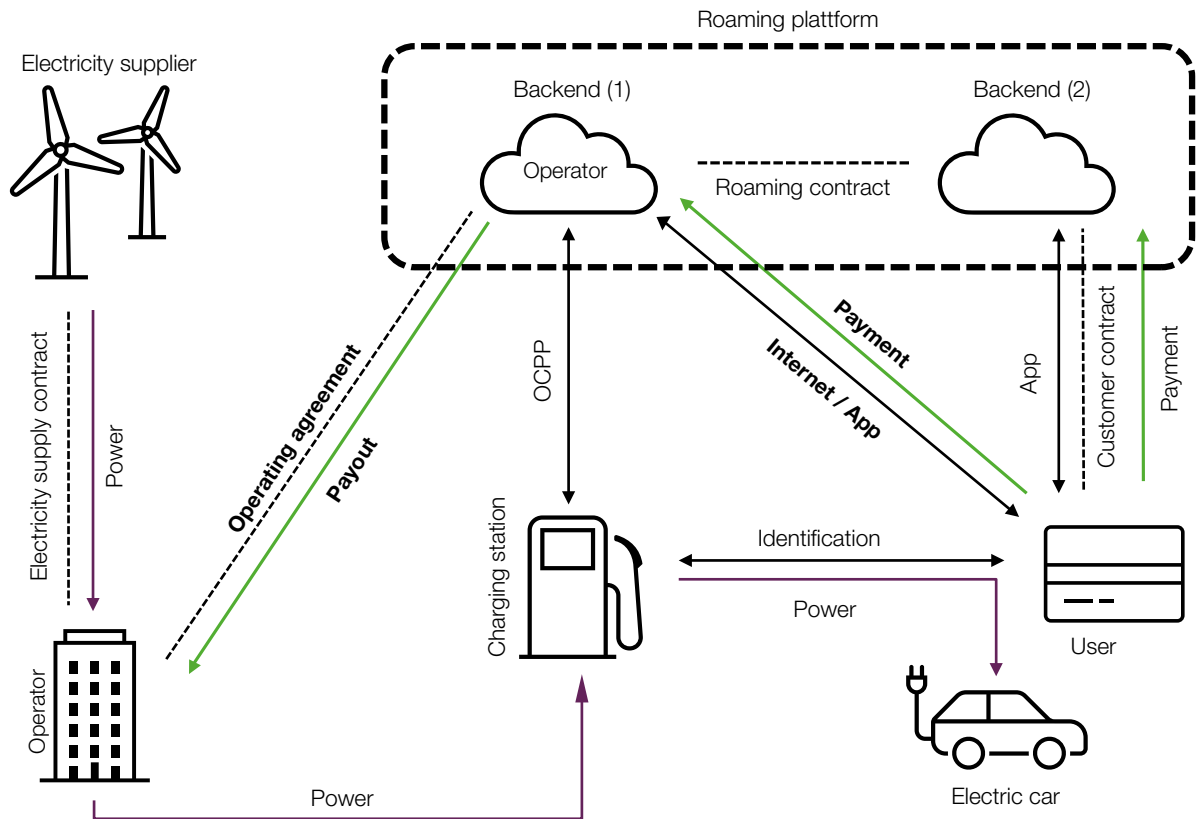 Roaming plattform
Electricity supplier
Backend (1)
Backend (2)
Operator
Roaming contract
Electricity supply contract
Power
Operating agreement
Payout
OCPP
Payment
Internet / App
App
Customer contract
Payment
Charging station
Identification
Power
User
Operator
Power
Electric car